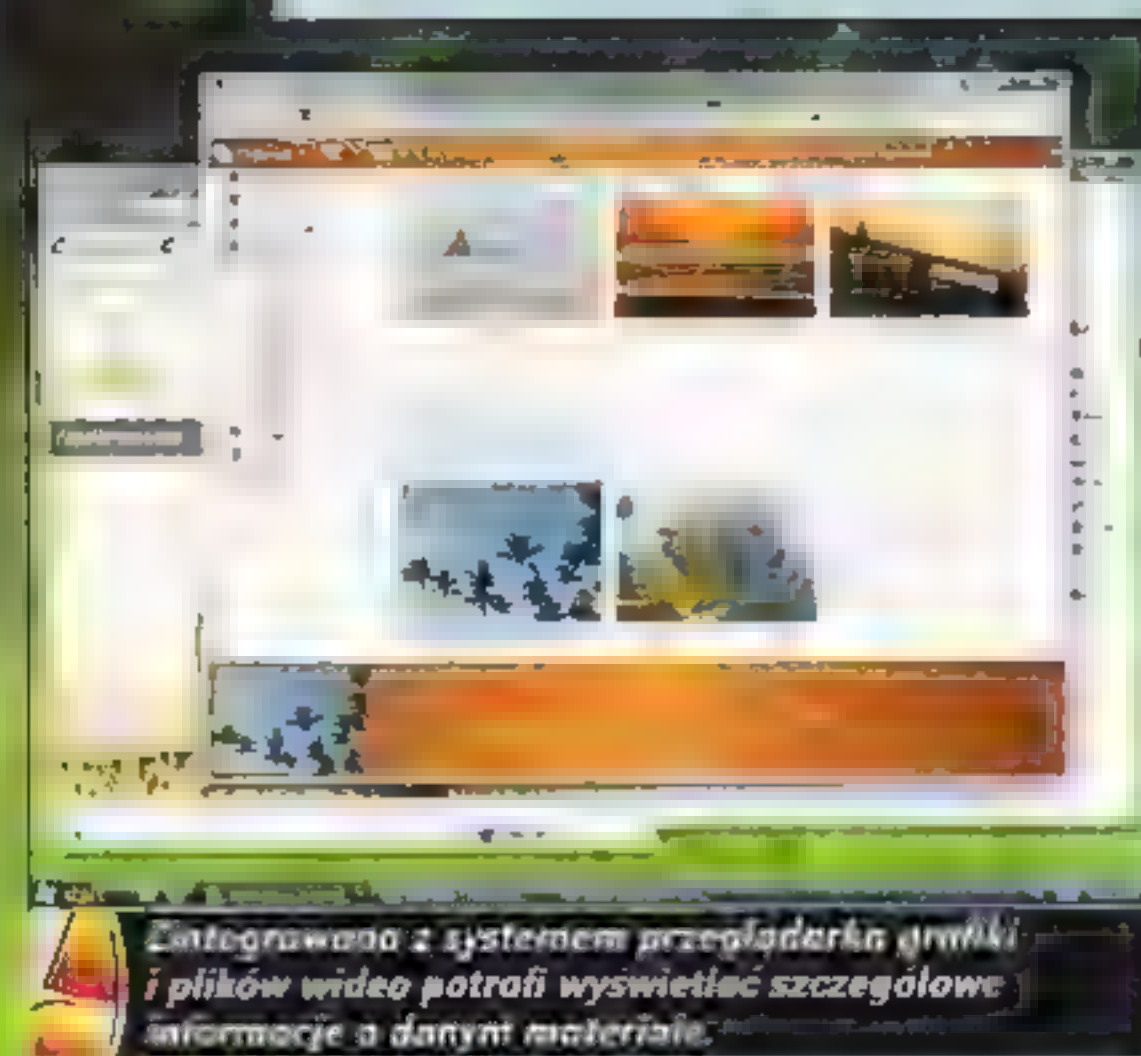 Zintegrowana z systemem przeglądarka grafiki
i plików wideo potrafi wyświetlać szczegółowe
informacje o danym materiale.